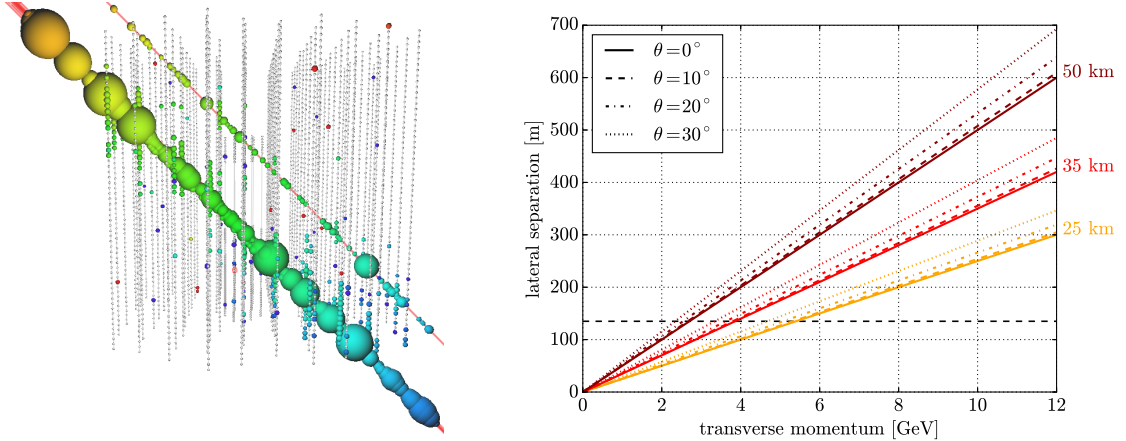 700
600
500
400
300
200
100
0
lateral separation [m]
θ = 0°
θ = 10°
θ = 20°
θ = 30°
50 km
35 km
25 km
0 2 4 6 8 10 12
transverse momentum [GeV]